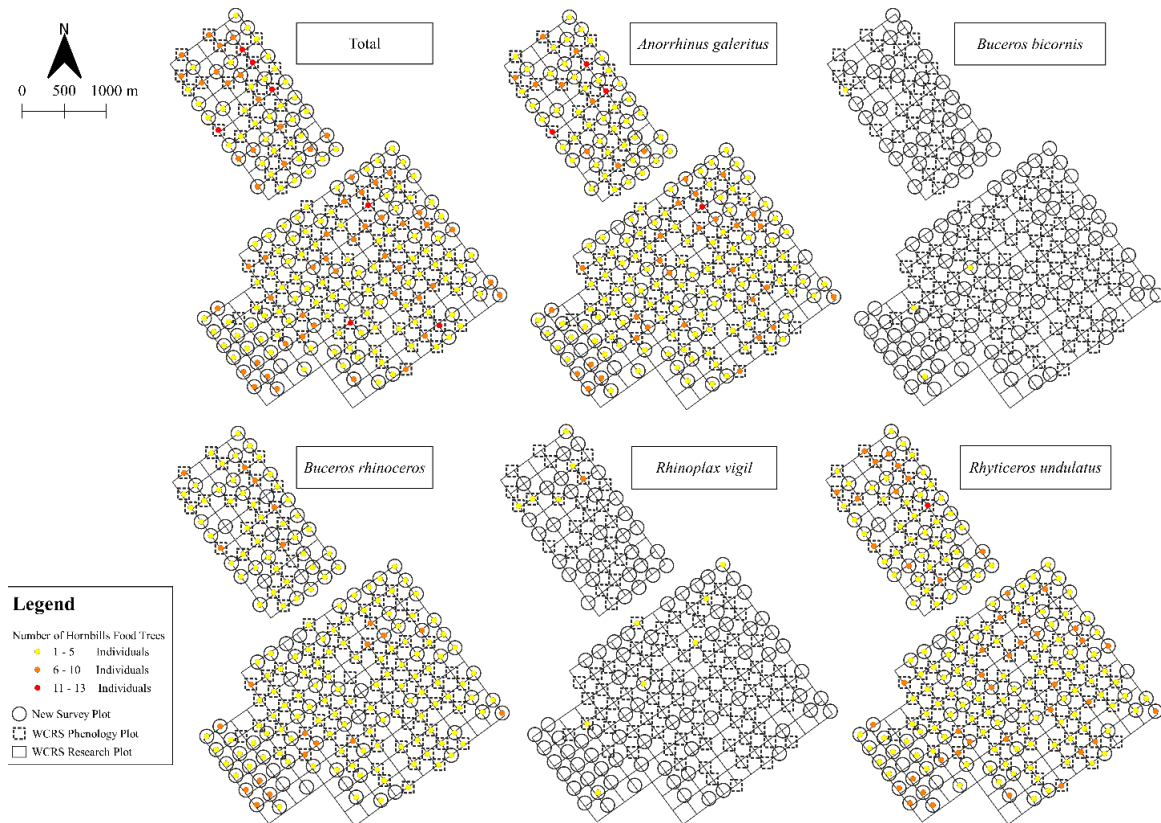 N
0 500 1000 m
Total
Anorrhinus galeritus
Buceros bicornis
Buceros rhinoceros
Rhinoplax vigil
Rhyticeros undulatus
Legend
Number of Hornbills Food Trees
1 - 5 Individuals
6 - 10 Individuals
11 - 13 Individuals
New Survey Plot
WCRS Phenology Plot
WCRS Research Plot